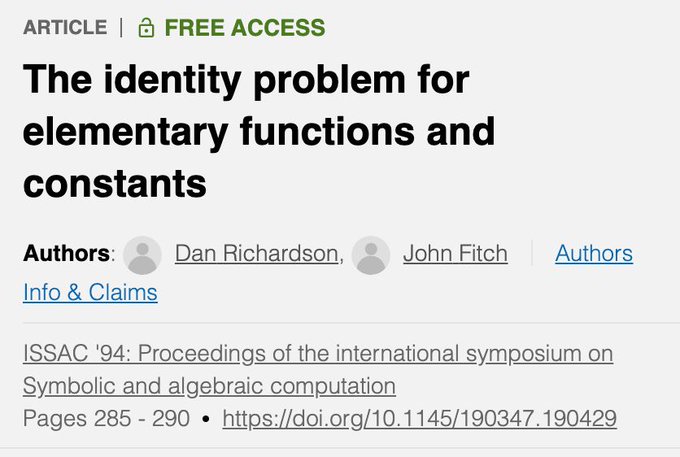 ARTICLE | FREE ACCESS
The identity problem for
elementary functions and
constants
Authors: Dan Richardson, John Fitch | Authors
Info & Claims
ISSAC '94: Proceedings of the international symposium on
Symbolic and algebraic computation
Pages 285 - 290 • https://doi.org/10.1145/190347.190429